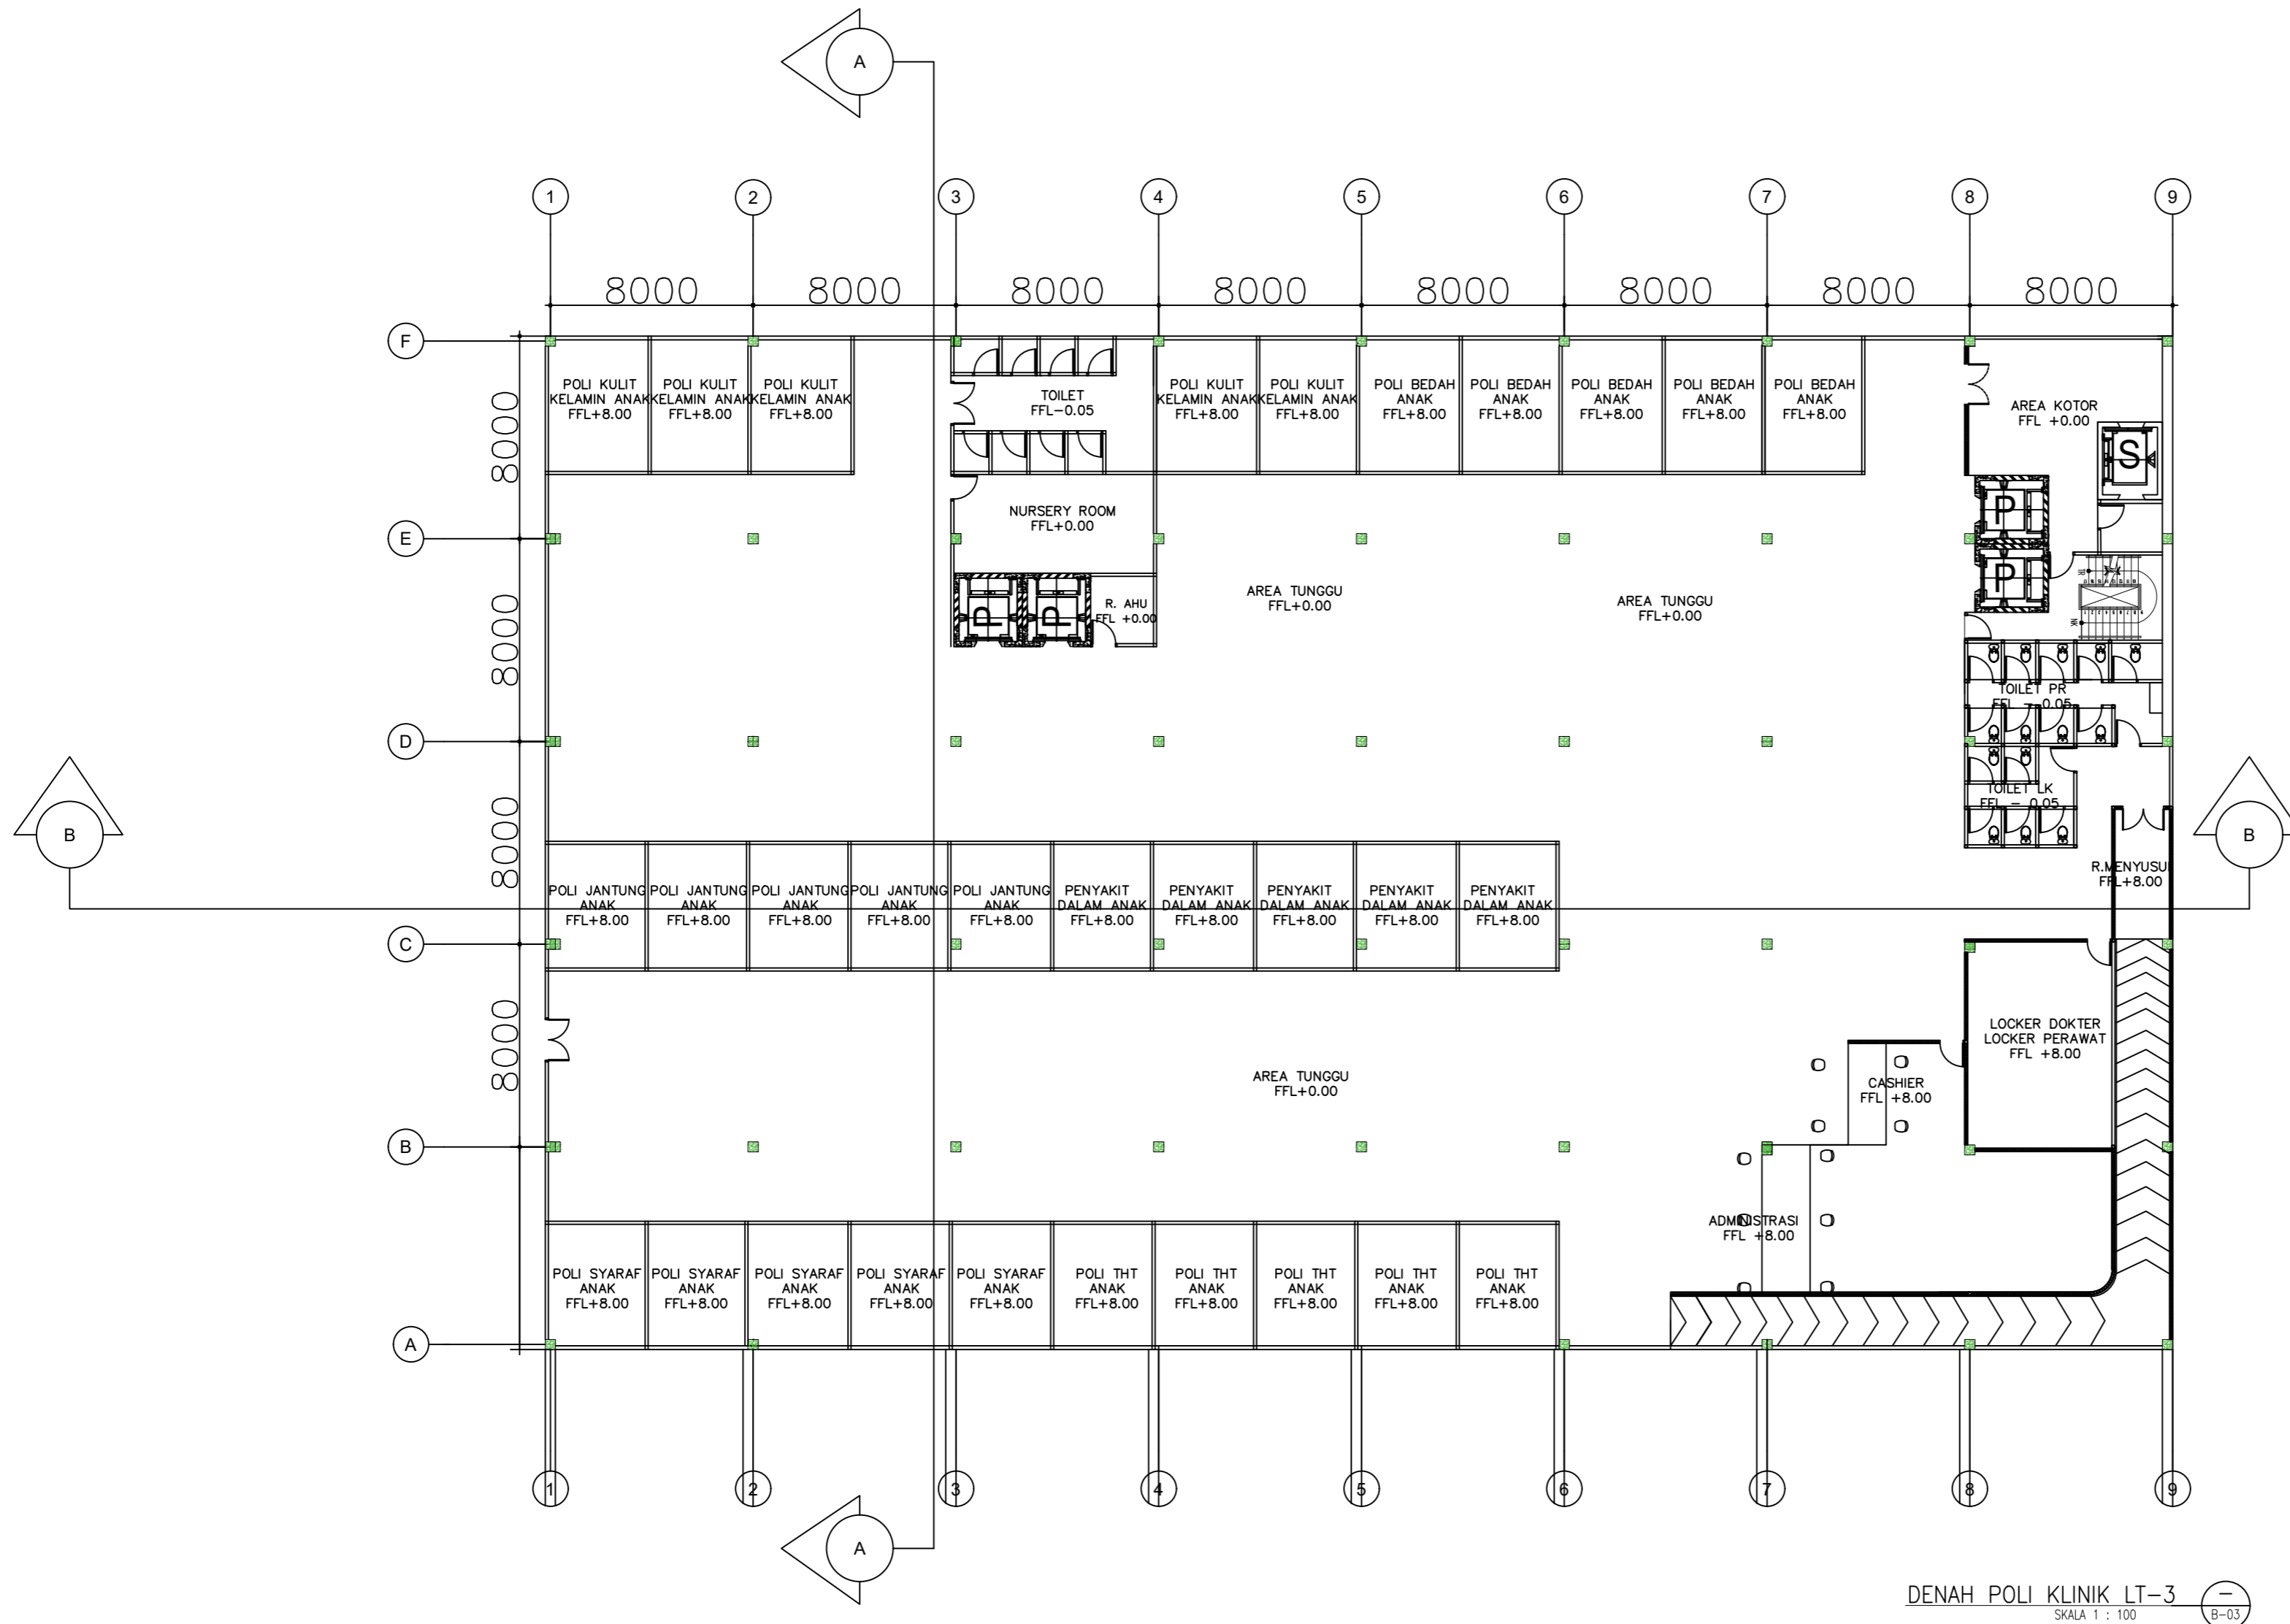 A
1 2 3 4 5 6 7 8 9
8000 8000 8000 8000 8000 8000 8000 8000
F
8000
POLI KULIT
KELAMIN ANAK
FFL+8.00
POLI KULIT
KELAMIN ANAK
FFL+8.00
POLI KULIT
KELAMIN ANAK
FFL+8.00
TOILET
FFL-0.05
POLI KULIT
KELAMIN ANAK
FFL+8.00
POLI KULIT
KELAMIN ANAK
FFL+8.00
POLI BEDAH
ANAK
FFL+8.00
POLI BEDAH
ANAK
FFL+8.00
POLI BEDAH
ANAK
FFL+8.00
POLI BEDAH
ANAK
FFL+8.00
POLI BEDAH
ANAK
FFL+8.00
AREA KOTOR
FFL +0.00
S
P
NURSERY ROOM
FFL+0.00
E
P
8000
P
P
R. AHU
FFL +0.00
AREA TUNGGU
FFL+0.00
AREA TUNGGU
FFL+0.00
TR
NK
TOILET PR
FFL - 0.05
D
TOILET LK
FFL - 0.05
B
B
8000
R.MENYUSUI
FFL+8.00
POLI JANTUNG
ANAK
FFL+8.00
POLI JANTUNG
ANAK
FFL+8.00
POLI JANTUNG
ANAK
FFL+8.00
POLI JANTUNG
ANAK
FFL+8.00
POLI JANTUNG
ANAK
FFL+8.00
PENYAKIT
DALAM ANAK
FFL+8.00
PENYAKIT
DALAM ANAK
FFL+8.00
PENYAKIT
DALAM ANAK
FFL+8.00
PENYAKIT
DALAM ANAK
FFL+8.00
PENYAKIT
DALAM ANAK
FFL+8.00
C
8000
LOCKER DOKTER
LOCKER PERAWAT
FFL +8.00
AREA TUNGGU
FFL+0.00
CASHIER
FFL +8.00
B
ADMINISTRASI
FFL +8.00
POLI SYARAF
ANAK
FFL+8.00
POLI SYARAF
ANAK
FFL+8.00
POLI SYARAF
ANAK
FFL+8.00
POLI SYARAF
ANAK
FFL+8.00
POLI SYARAF
ANAK
FFL+8.00
POLI THT
ANAK
FFL+8.00
POLI THT
ANAK
FFL+8.00
POLI THT
ANAK
FFL+8.00
POLI THT
ANAK
FFL+8.00
POLI THT
ANAK
FFL+8.00
A
1 2 3 4 5 6 7 8 9
A
DENAH POLI KLINIK LT-3
SKALA 1 : 100
–
B-03